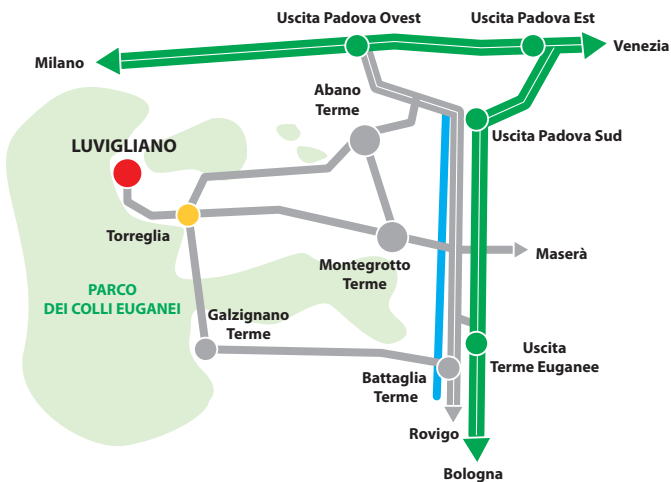 Uscita Padova Ovest
Uscita Padova Est
Milano
Venezia
Abano
Terme
Uscita Padova Sud
LUVIGLIANO
Torreglia
Montegrotto
Terme
Maserà
PARCO
DEI COLLI EUGANEI
Galzignano
Terme
Uscita
Terme Euganee
Battaglia
Terme
Rovigo
Bologna